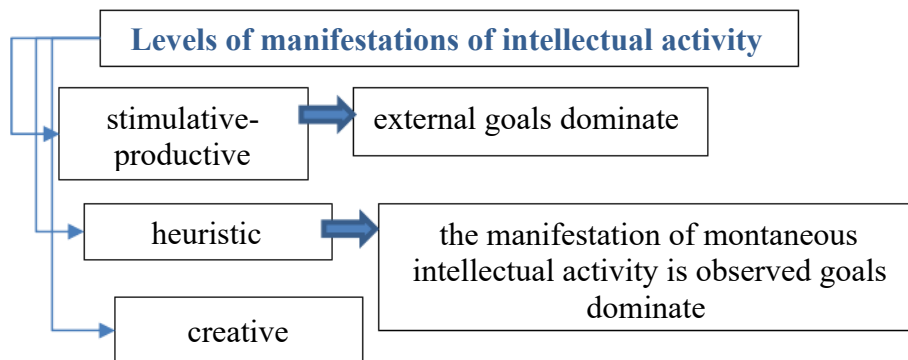 Levels of manifestations of intellectual activity
stimulative-
productive
external goals dominate
heuristic
the manifestation of montaneous
intellectual activity is observed goals
dominate
creative